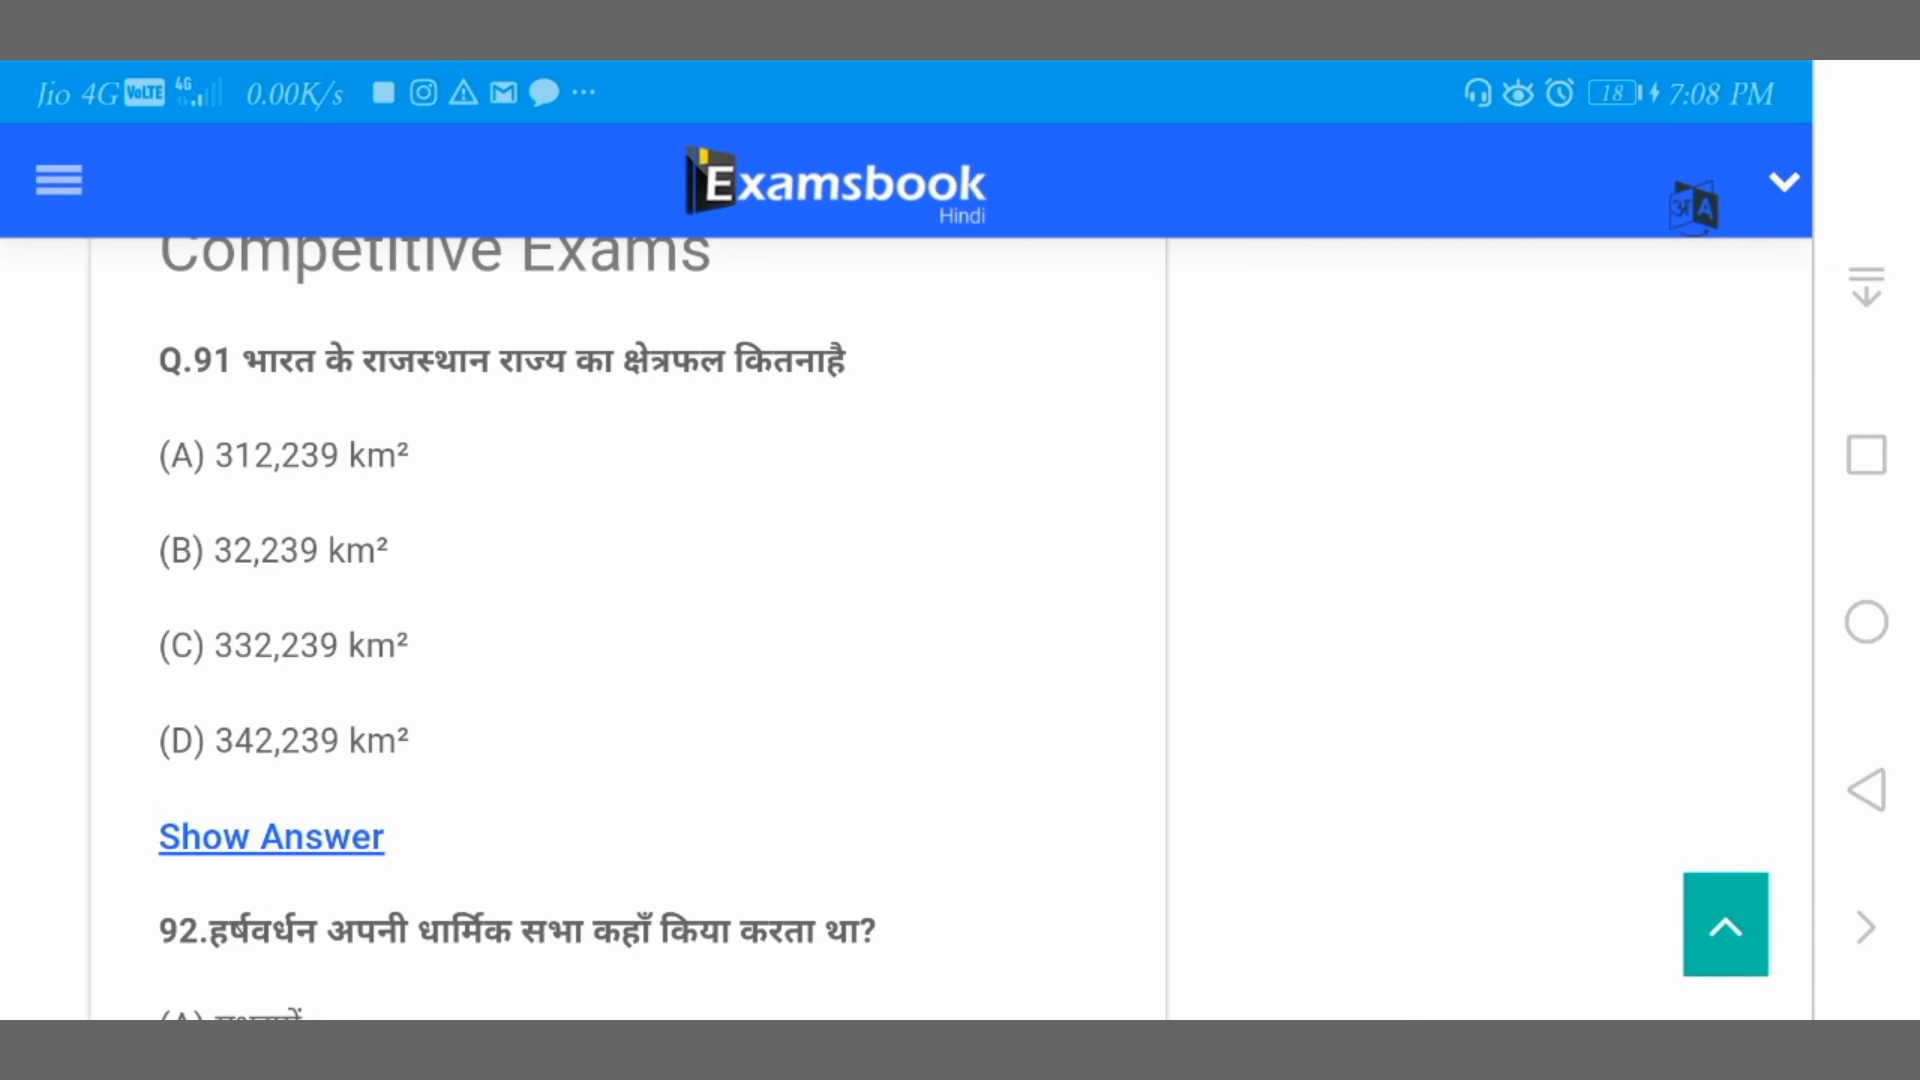 Jio 4G VoLTE 4G 0.00K/s ... 18 7:08 PM
Examsbook
Hindi
अ A
Competitive Exams
Q.91 भारत के राजस्थान राज्य का क्षेत्रफल कितनाहै
(A) 312,239 km²
(B) 32,239 km²
(C) 332,239 km²
(D) 342,239 km²
Show Answer
92.हर्षवर्धन अपनी धार्मिक सभा कहाँ किया करता था?
(A)